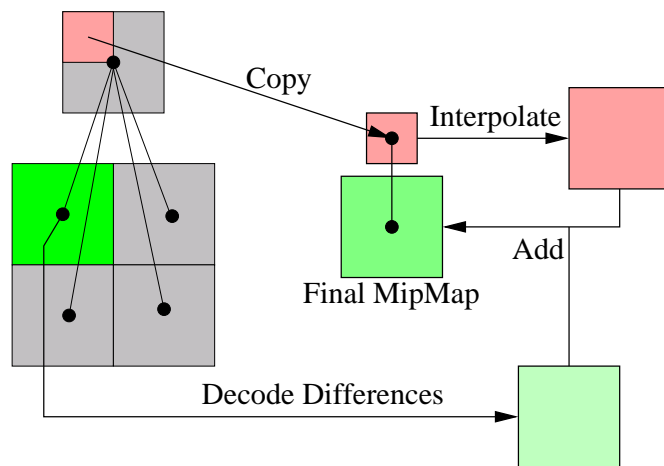 Copy
Interpolate
Add
Final MipMap
Decode Differences